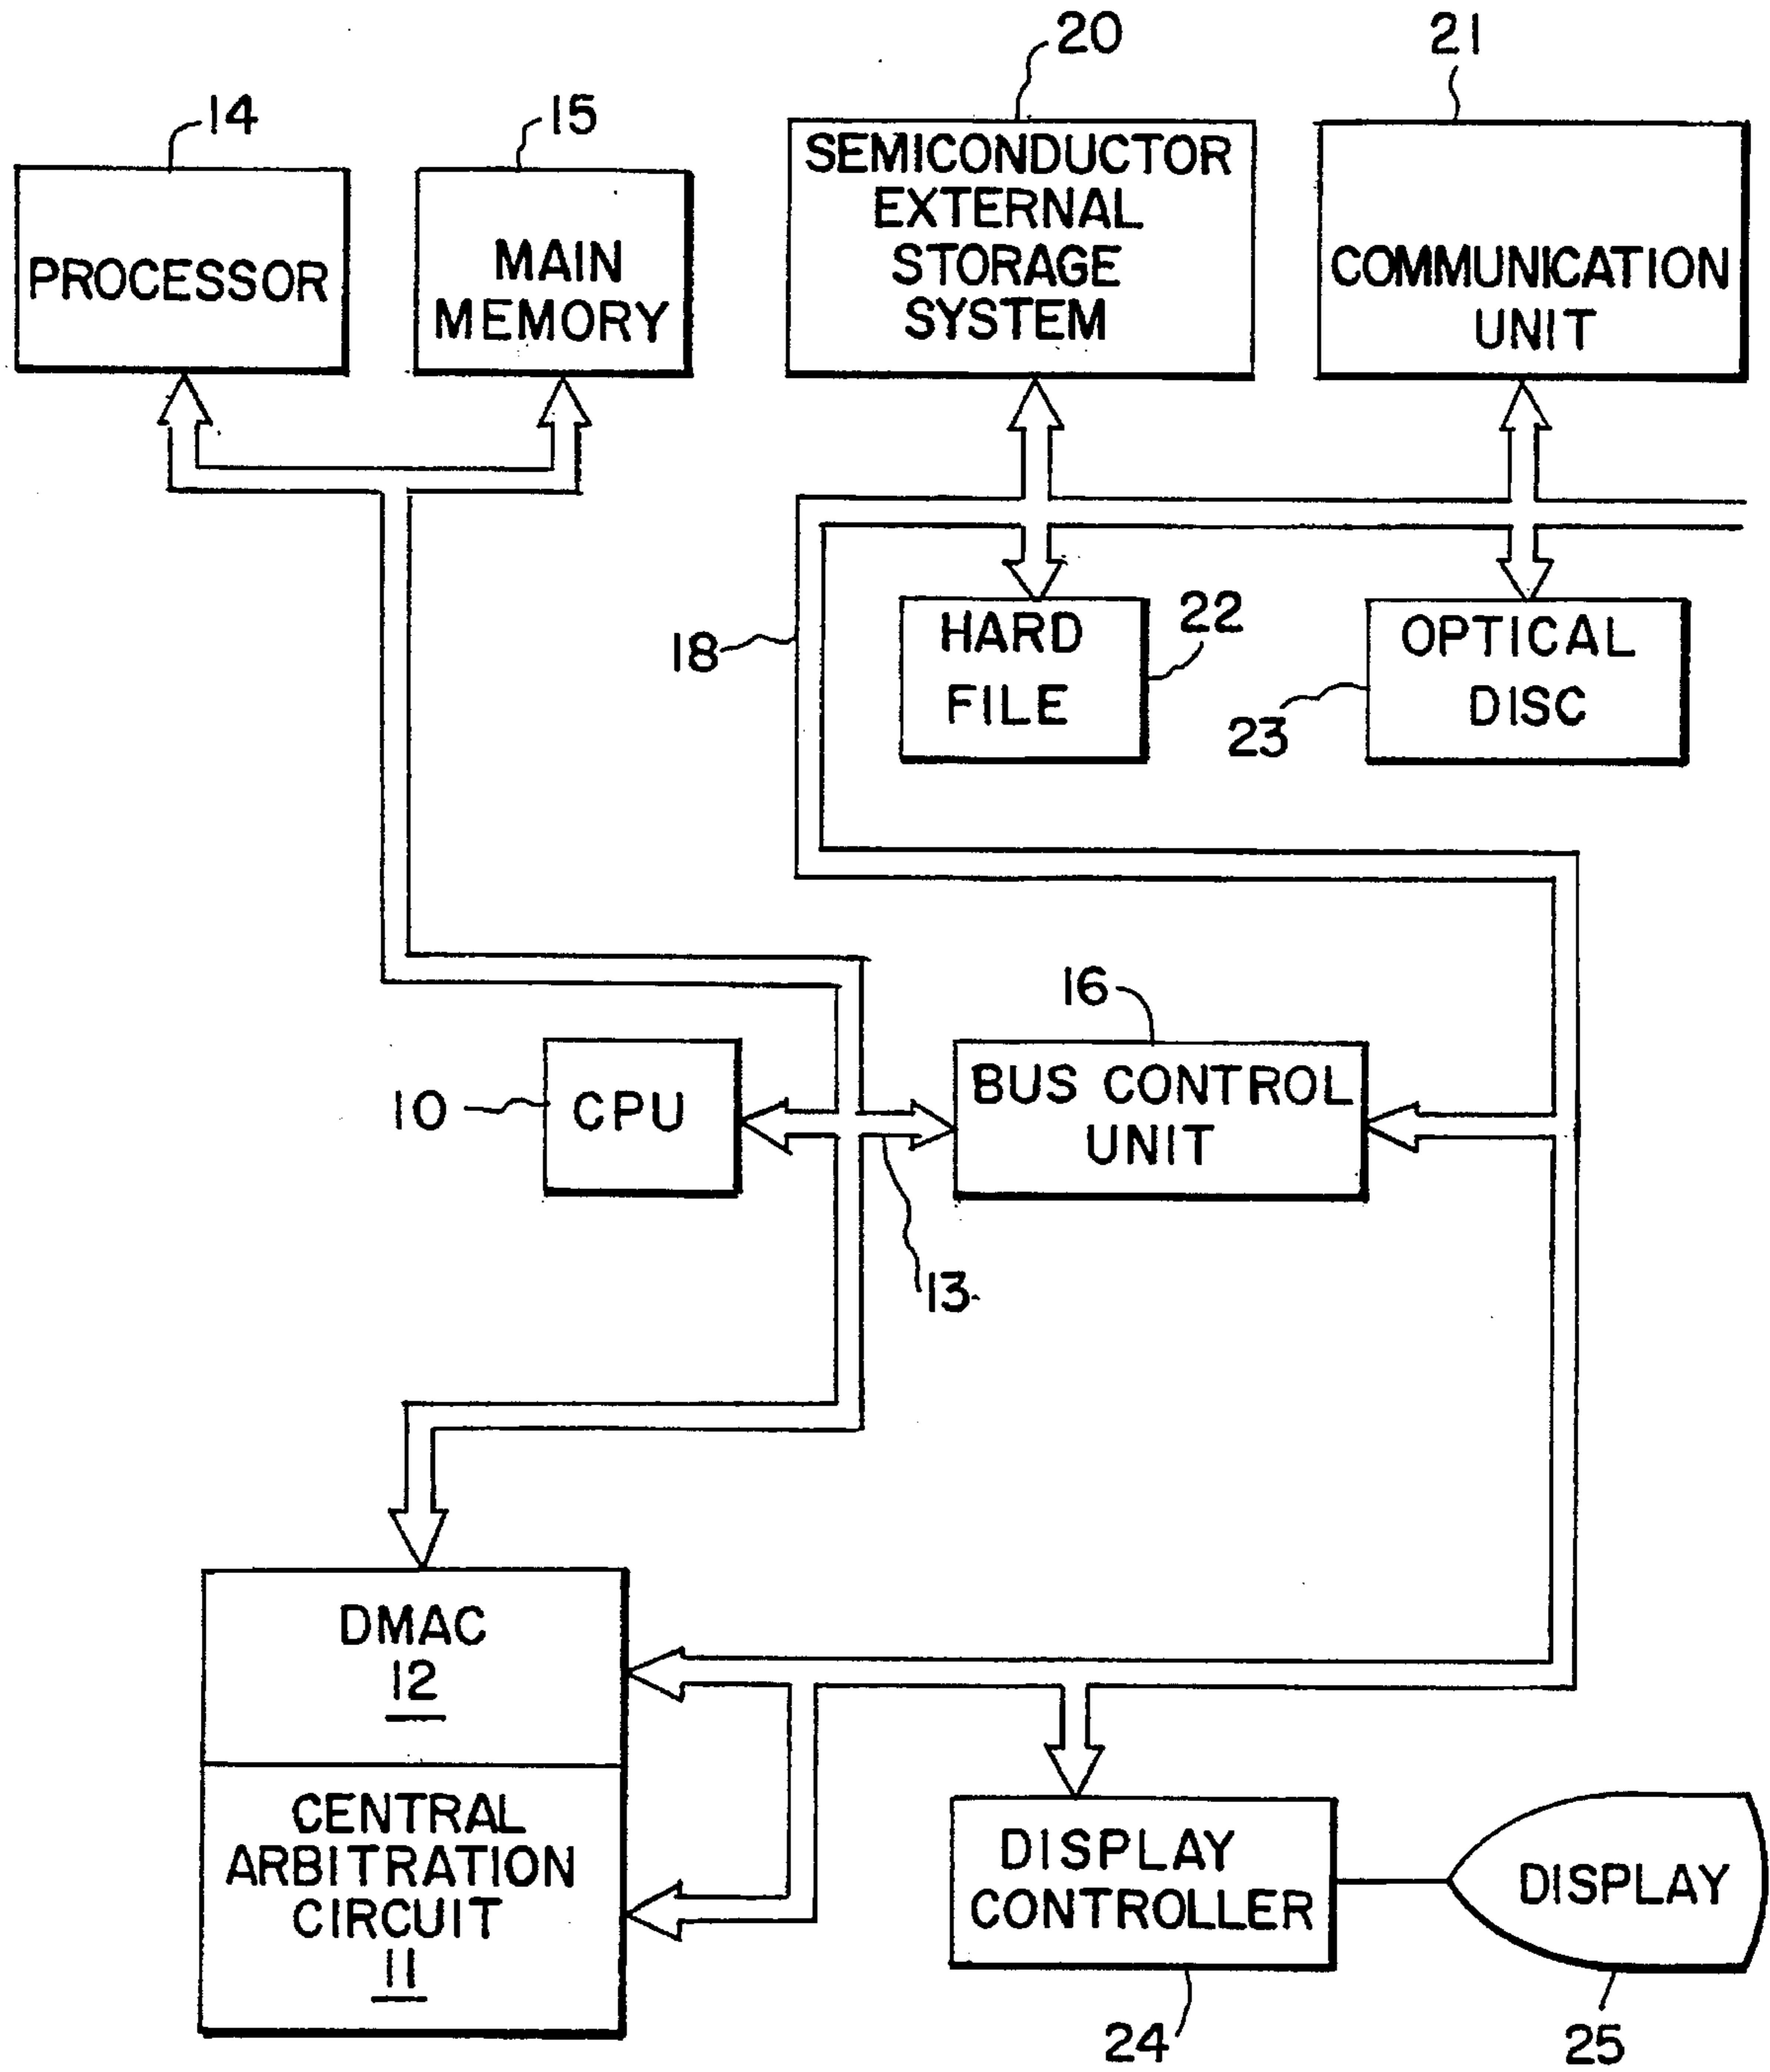 20
21
14
15
SEMICONDUCTOR
EXTERNAL
STORAGE
SYSTEM
COMMUNICATION
UNIT
PROCESSOR
MAIN
MEMORY
18
HARD
FILE
22
23
OPTICAL
DISC
16
10
CPU
BUS CONTROL
UNIT
13
DMAC
12
CENTRAL
ARBITRATION
CIRCUIT
11
DISPLAY
CONTROLLER
DISPLAY
24
25